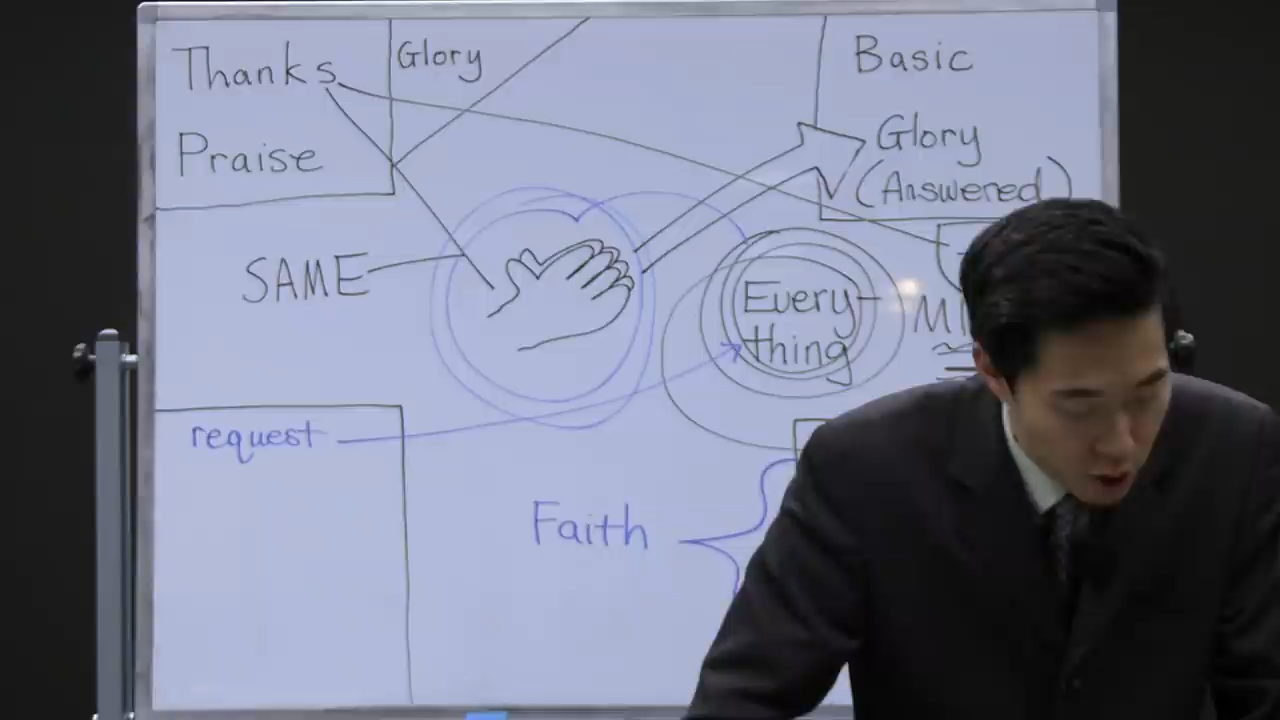 Thanks
Praise
Glory
Basic
Glory
(Answered)
SAME
Every-
thing
request
Faith